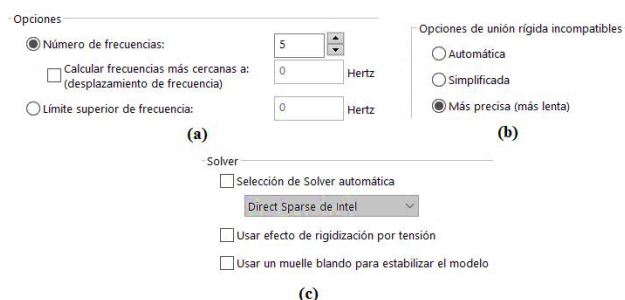 Opciones
Número de frecuencias:
5
Calcular frecuencias más cercanas a:
(desplazamiento de frecuencia)
0
Hertz
Límite superior de frecuencia:
0
Hertz
(a)
Opciones de unión rígida incompatibles
Automática
Simplificada
Más precisa (más lenta)
(b)
Solver
Selección de Solver automática
Direct Sparse de Intel
Usar efecto de rigidización por tensión
Usar un muelle blando para estabilizar el modelo
(c)